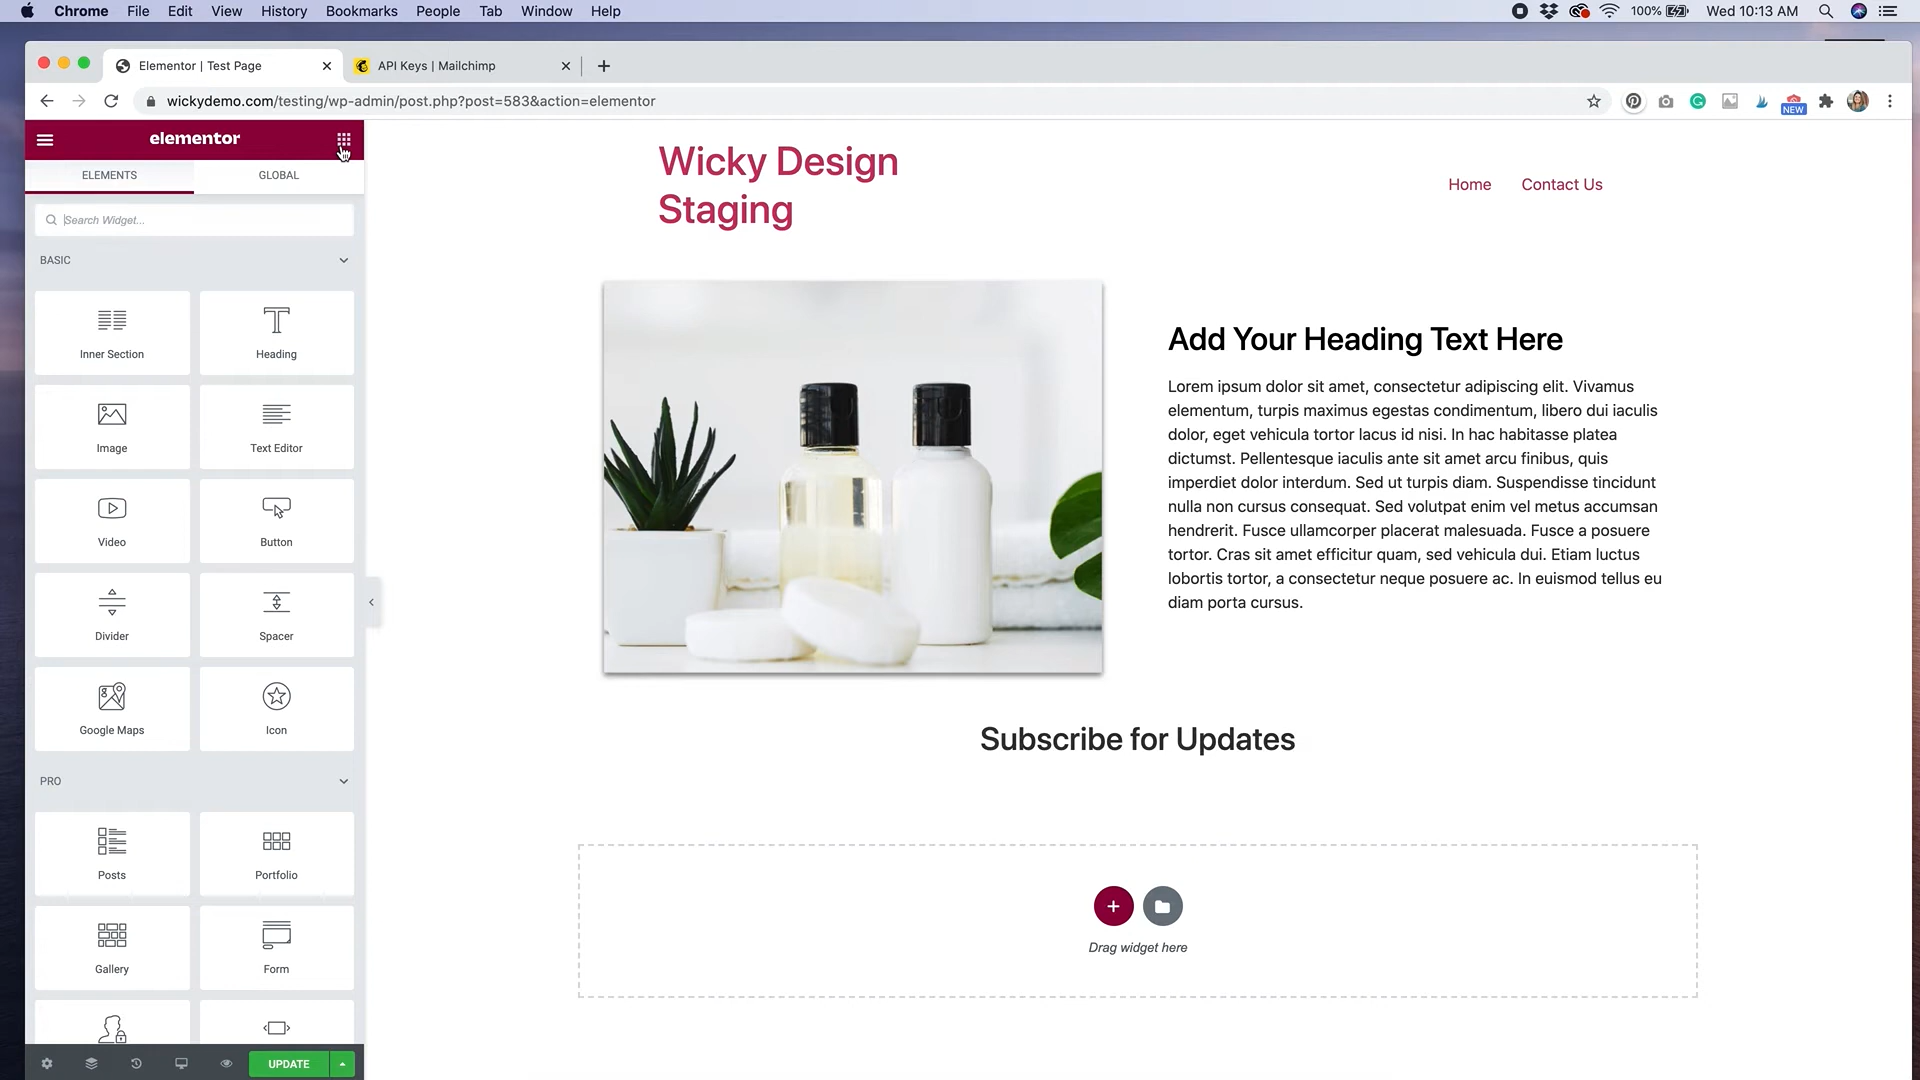 Chrome File Edit View History Bookmarks People Tab Window Help
100% Wed 10:13 AM
Elementor | Test Page
API Keys | Mailchimp
wickydemo.com/testing/wp-admin/post.php?post=583&action=elementor
NEW
elementor
ELEMENTS GLOBAL
Search Widget...
BASIC
Inner Section Heading
Image Text Editor
Video Button
Divider Spacer
Google Maps Icon
PRO
Posts Portfolio
Gallery Form
UPDATE
Wicky Design
Staging
Home Contact Us
Add Your Heading Text Here
Lorem ipsum dolor sit amet, consectetur adipiscing elit. Vivamus
elementum, turpis maximus egestas condimentum, libero dui iaculis
dolor, eget vehicula tortor lacus id nisi. In hac habitasse platea
dictumst. Pellentesque iaculis ante sit amet arcu finibus, quis
imperdiet dolor interdum. Sed ut turpis diam. Suspendisse tincidunt
nulla non cursus consequat. Sed volutpat enim vel metus accumsan
hendrerit. Fusce ullamcorper placerat malesuada. Fusce a posuere
tortor. Cras sit amet efficitur quam, sed vehicula dui. Etiam luctus
lobortis tortor, a consectetur neque posuere ac. In euismod tellus eu
diam porta cursus.
Subscribe for Updates
Drag widget here